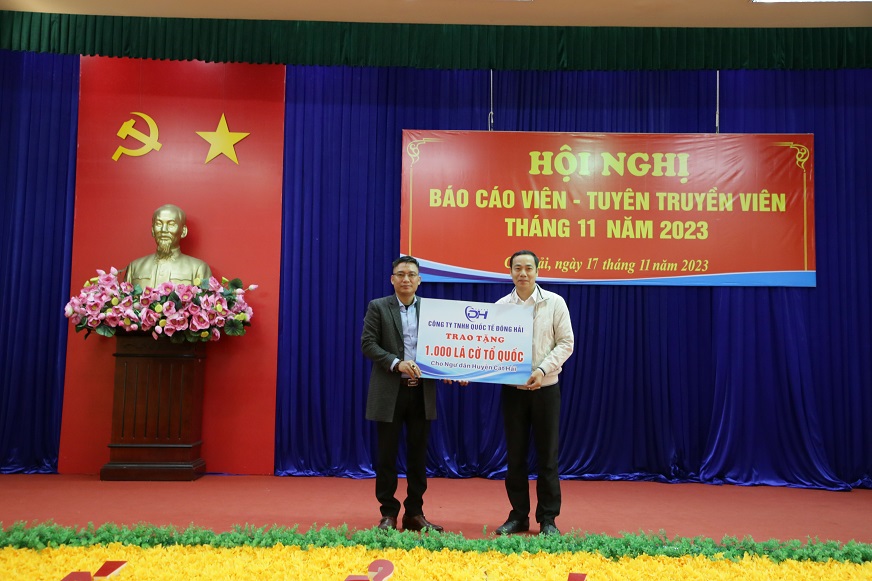 HỘI NGHỊ
BÁO CÁO VIÊN - TUYÊN TRUYỀN VIÊN
THÁNG 11 NĂM 2023
ngày 17 tháng 11 năm 2023
ĐH
CÔNG TY TNHH QUỐC TẾ ĐÔNG HẢI
TRAO TẶNG
1.000 LÁ CỜ TỔ QUỐC
Cho Ngư dân Huyện Cát Hải